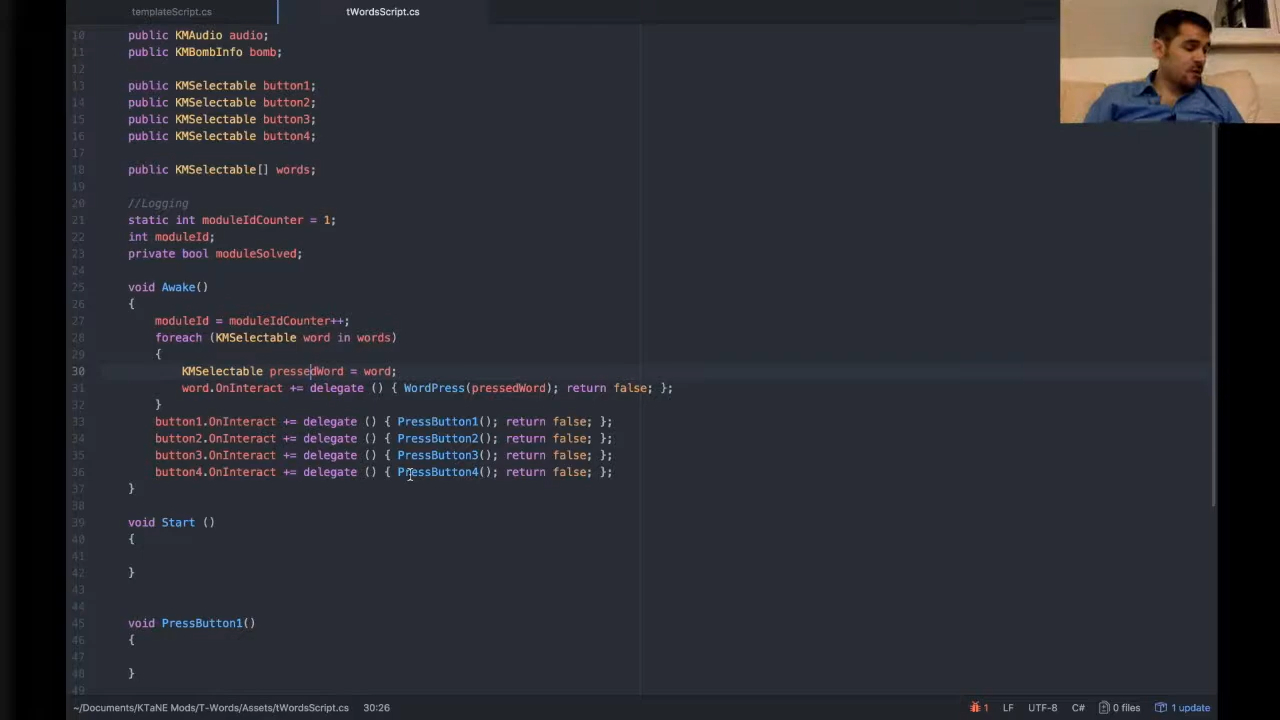 templateScript.cs
tWordsScript.cs
10 public KMAudio audio;
11 public KMBombInfo bomb;
12
13 public KMSelectable button1;
14 public KMSelectable button2;
15 public KMSelectable button3;
16 public KMSelectable button4;
17
18 public KMSelectable[] words;
19
20 //Logging
21 static int moduleIdCounter = 1;
22 int moduleId;
23 private bool moduleSolved;
24
25 void Awake()
26 {
27 moduleId = moduleIdCounter++;
28 foreach (KMSelectable word in words)
29 {
30 KMSelectable pressedWord = word;
31 word.OnInteract += delegate () { WordPress(pressedWord); return false; };
32 }
33 button1.OnInteract += delegate () { PressButton1(); return false; };
34 button2.OnInteract += delegate () { PressButton2(); return false; };
35 button3.OnInteract += delegate () { PressButton3(); return false; };
36 button4.OnInteract += delegate () { PressButton4(); return false; };
37 }
38
39 void Start ()
40 {
41
42 }
43
44
45 void PressButton1()
46 {
47
48 }
49
~/Documents/KTaNE Mods/T-Words/Assets/tWordsScript.cs 30:26 1 LF UTF-8 C# 0 files 1 update